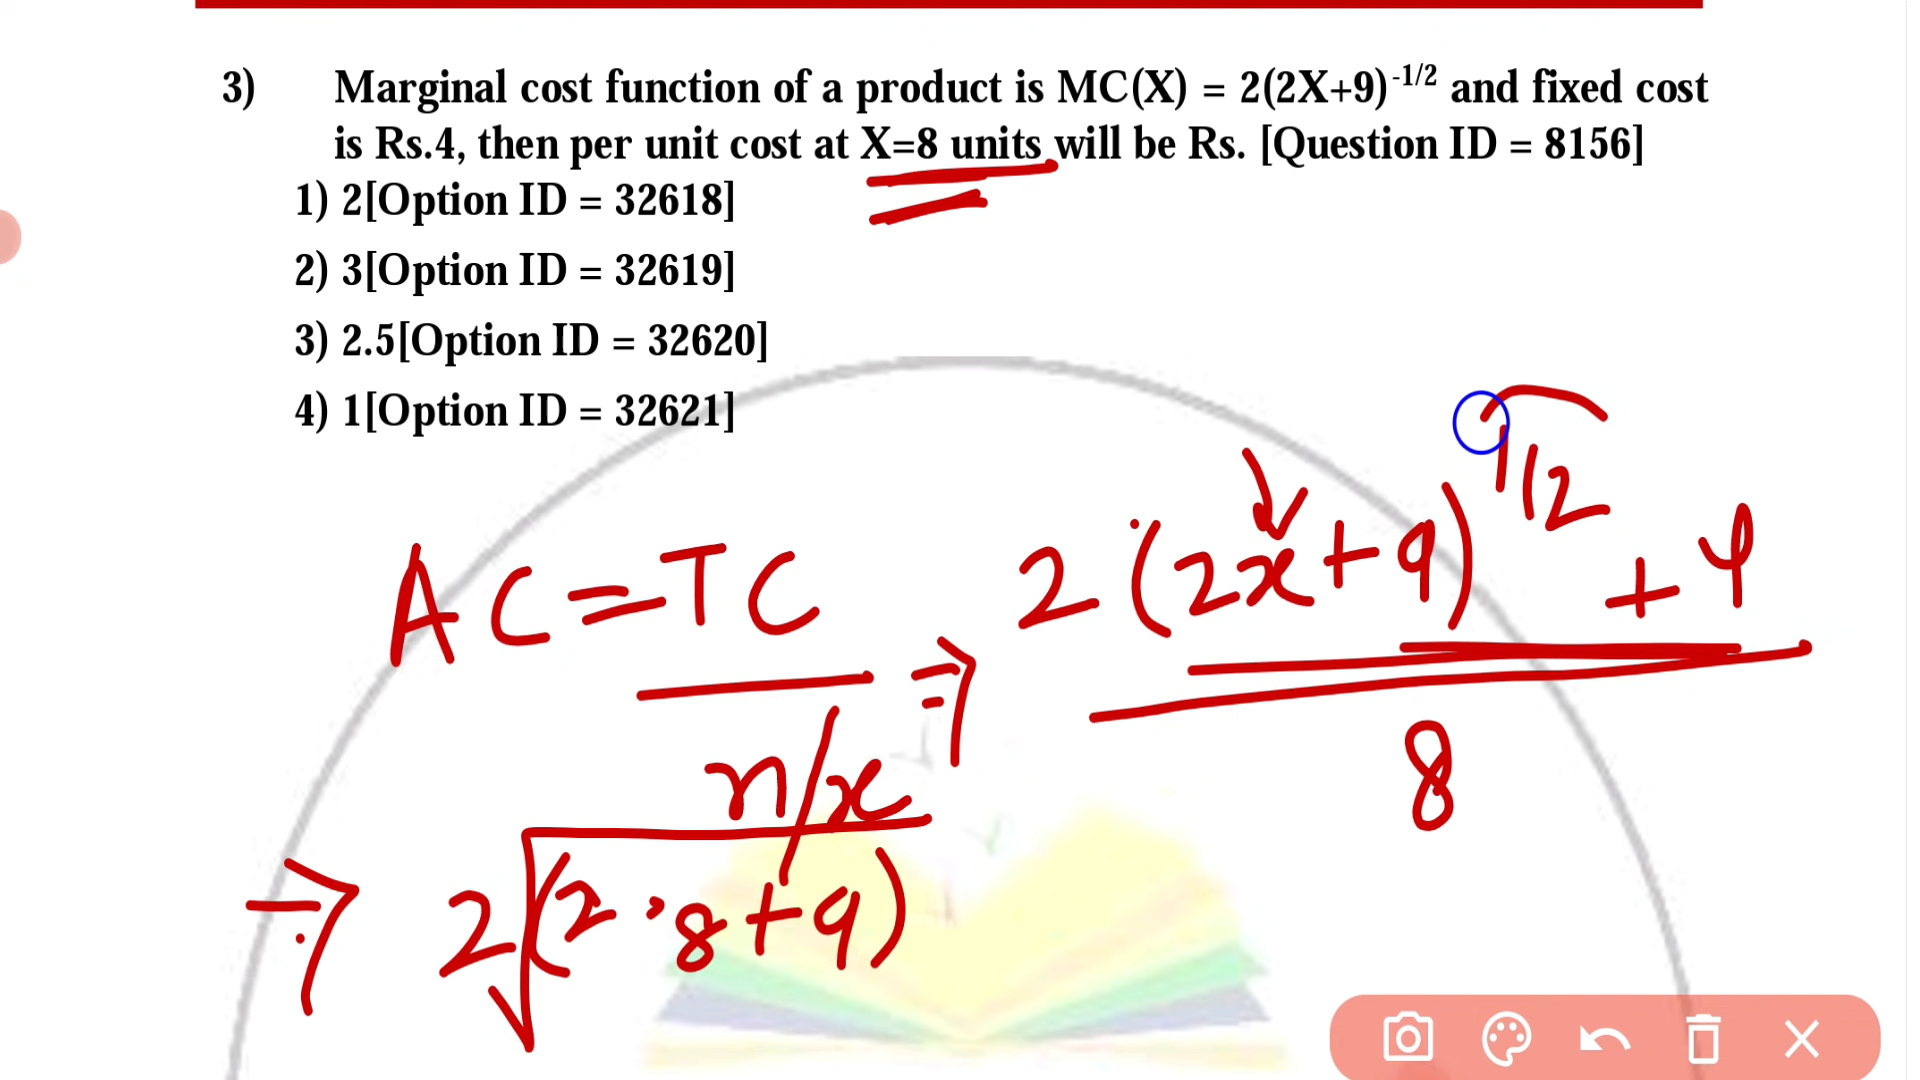 3) Marginal cost function of a product is MC(X) = 2(2X+9)^-1/2 and fixed cost
is Rs.4, then per unit cost at X=8 units will be Rs. [Question ID = 8156]
1) 2[Option ID = 32618]
2) 3[Option ID = 32619]
3) 2.5[Option ID = 32620]
4) 1[Option ID = 32621]
AC = TC / n/x ⇒ 2(2x+9)^1/2 + 4 / 8
⇒ 2√(2·8+9)